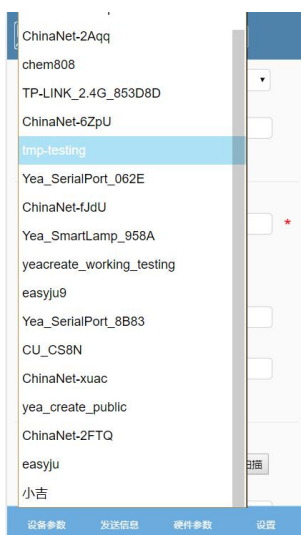 ChinaNet-2Aqq
chem808
TP-LINK_2.4G_853D8D
ChinaNet-6ZpU
tmp-testing
Yea_SerialPort_062E
ChinaNet-fJdU
Yea_SmartLamp_958A
*
yeacreate_working_testing
easyju9
Yea_SerialPort_8B83
CU_CS8N
ChinaNet-xuac
yea_create_public
ChinaNet-2FTQ
easyju
描
小吉
设备参数 发送信息 硬件参数 设置